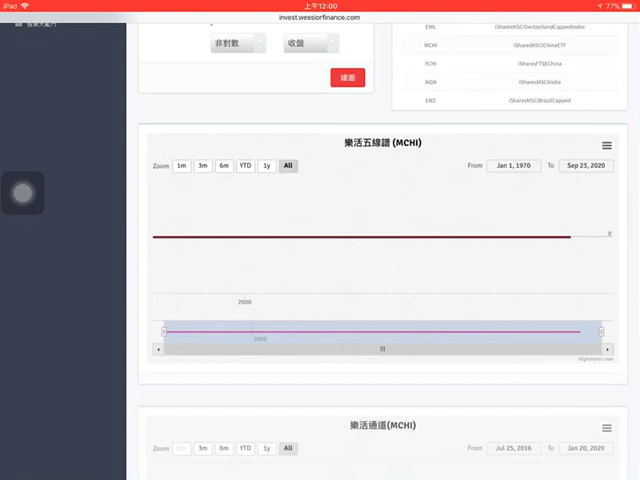 iPad 上午12:00 77%
invest.wessiorfinance.com
EWL iSharesMSCISwitzerlandCappedIndex
非對數 收盤
MCHI iSharesMSCIChinaETF
FCHI iSharesFTSEChina
繪圖
INDA iSharesMSCIIndia
EWZ iSharesMSCIBrazilCapped
樂活五線譜 (MCHI)
Zoom 1m 3m 6m YTD 1y All From Jan 1, 1970 To Sep 23, 2020
0
2000
2000
Highcharts.com
樂活通道(MCHI)
Zoom 1m 3m 6m YTD 1y All From Jul 25, 2016 To Jan 20, 2020